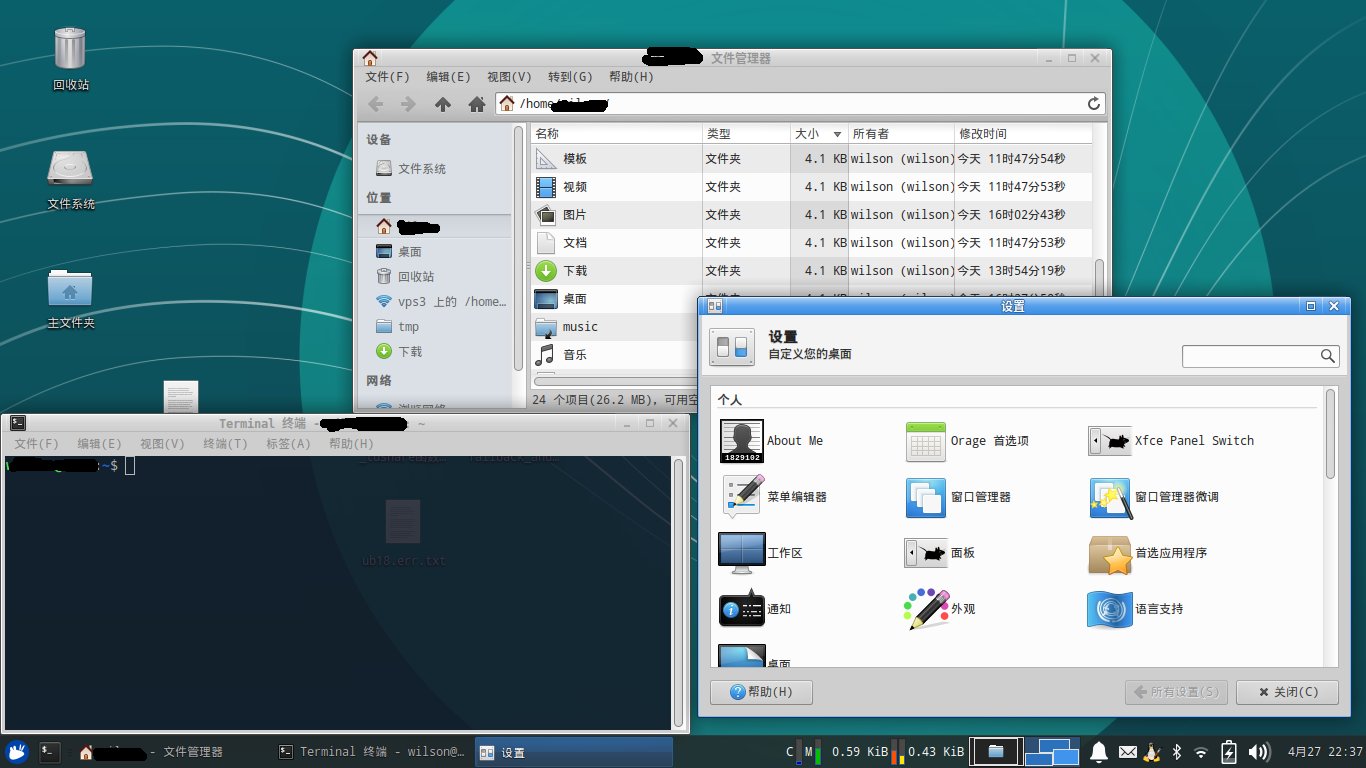 回收站
文件系统
主文件夹
文件管理器
文件(F) 编辑(E) 视图(V) 转到(G) 帮助(H)
/home
设备
文件系统
位置
桌面
回收站
vps3 上的 /home…
tmp
下载
网络
浏览网络
名称 类型 大小 所有者 修改时间
模板 文件夹 4.1 KB wilson (wilson) 今天 11时47分54秒
视频 文件夹 4.1 KB wilson (wilson) 今天 11时47分53秒
图片 文件夹 4.1 KB wilson (wilson) 今天 16时02分43秒
文档 文件夹 4.1 KB wilson (wilson) 今天 11时47分53秒
下载 文件夹 4.1 KB wilson (wilson) 今天 13时54分19秒
桌面
music
音乐
24 个项目(26.2 MB)，可用空
设置
设置
自定义您的桌面
个人
About Me Orage 首选项 Xfce Panel Switch
菜单编辑器 窗口管理器 窗口管理器微调
工作区 面板 首选应用程序
通知 外观 语言支持
桌面
帮助(H) 所有设置(S) 关闭(C)
1829102
Terminal 终端 - ~
文件(F) 编辑(E) 视图(V) 终端(T) 标签(A) 帮助(H)
:~$
ub18.err.txt
- 文件管理器 Terminal 终端 - wilson@… 设置 C M 0.59 KiB 0.43 KiB 4月27 22:37